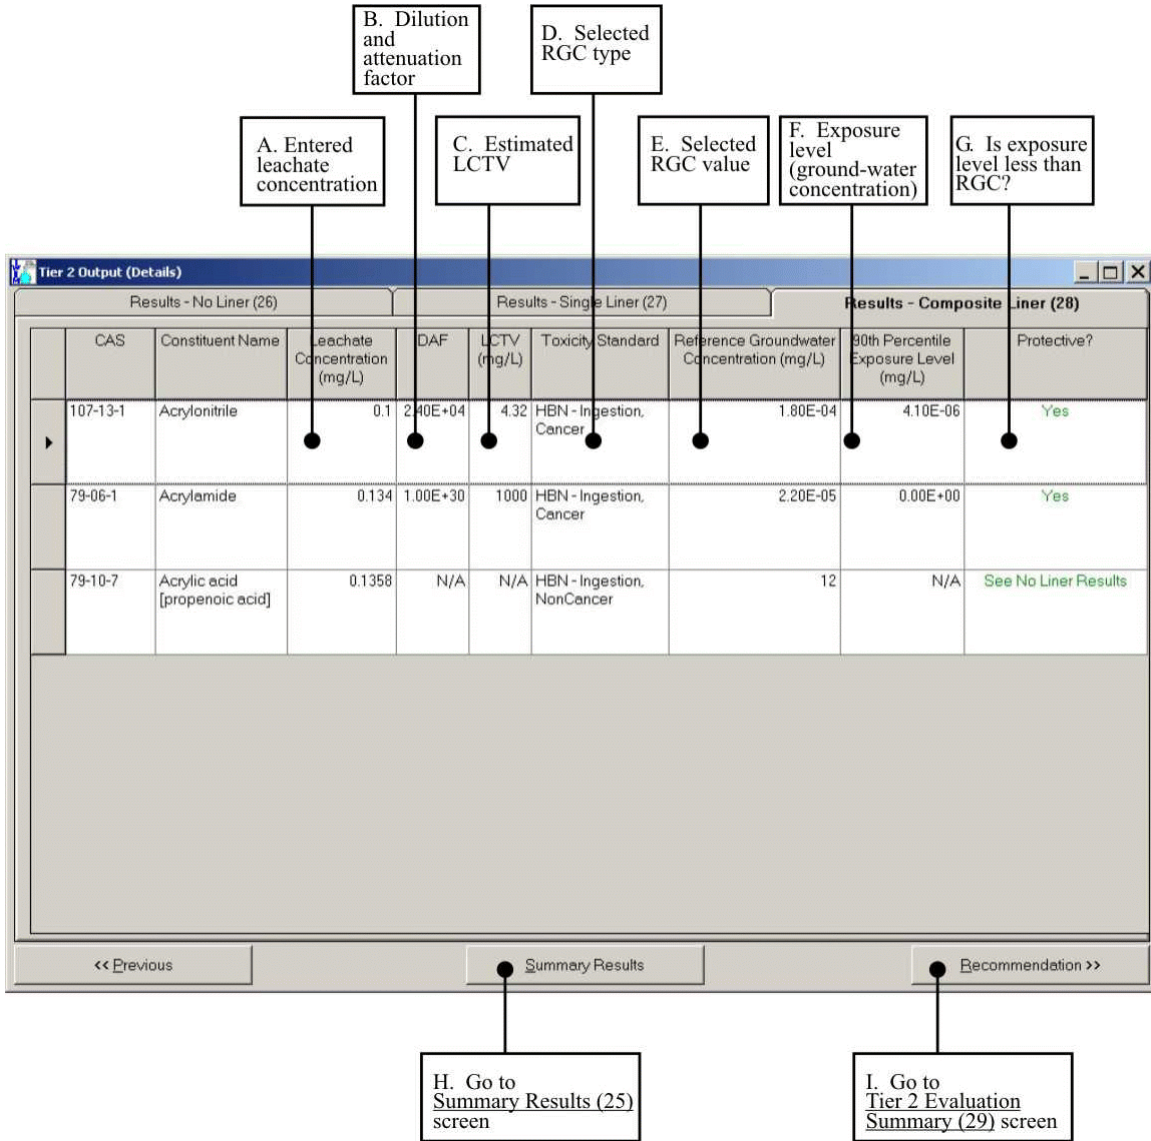 B. Dilution
and
attenuation
factor
D. Selected
RGC type
A. Entered
leachate
concentration
C. Estimated
LCTV
E. Selected
RGC value
F. Exposure
level
(ground-water
concentration)
G. Is exposure
level less than
RGC?
Tier 2 Output (Details)
Results - No Liner (26)
Results - Single Liner (27)
Results - Composite Liner (28)
CAS
Constituent Name
Leachate
Concentration
(mg/L)
DAF
LCTV
(mg/L)
Toxicity Standard
Reference Groundwater
Concentration (mg/L)
90th Percentile
Exposure Level
(mg/L)
Protective?
107-13-1
Acrylonitrile
0.1
2.40E+04
4.32
HBN - Ingestion,
Cancer
1.80E-04
4.10E-06
Yes
79-06-1
Acrylamide
0.134
1.00E+30
1000
HBN - Ingestion,
Cancer
2.20E-05
0.00E+00
Yes
79-10-7
Acrylic acid
[propenoic acid]
0.1358
N/A
N/A
HBN - Ingestion,
NonCancer
12
N/A
See No Liner Results
<< Previous
Summary Results
Recommendation >>
H. Go to
Summary Results (25)
screen
I. Go to
Tier 2 Evaluation
Summary (29) screen